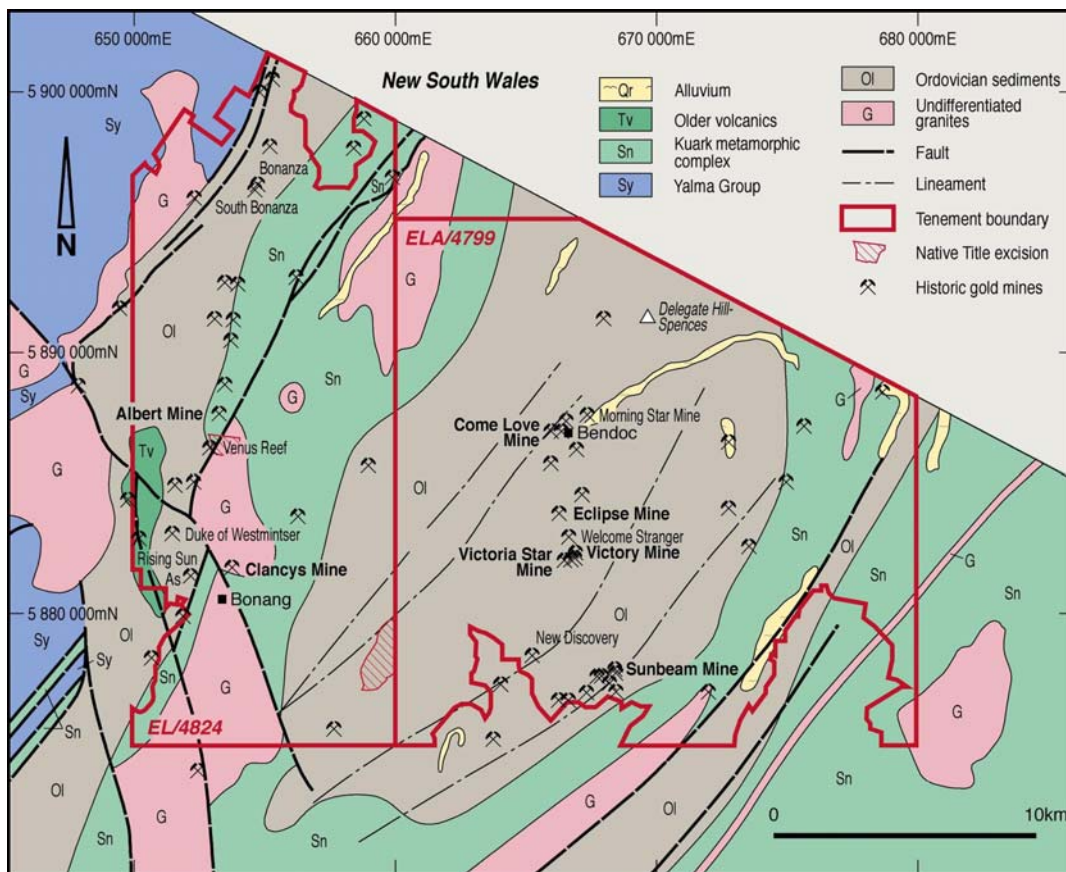 650 000mE
660 000mE
670 000mE
680 000mE
5 900 000mN
5 890 000mN
5 880 000mN
New South Wales
N
Qr
Alluvium
Tv
Older volcanics
Sn
Kuark metamorphic
complex
Sy
Yalma Group
Ol
Ordovician sediments
G
Undifferentiated
granites
Fault
Lineament
Tenement boundary
Native Title excision
Historic gold mines
Sy
G
Bonanza
South Bonanza
Sn
ELA/4799
Sn
G
Delegate Hill-
Spences
Ol
G
Sy
Sn
G
Albert Mine
Venus Reef
Tv
G
Ol
G
Come Love
Mine
Morning Star Mine
Bendoc
G
Eclipse Mine
Welcome Stranger
Victoria Star
Mine
Victory Mine
Duke of Westmintser
Rising Sun
As
Clancys Mine
Bonang
Sn
Ol
G
Sn
Sn
Sy
Ol
Sy
Sn
G
New Discovery
Ol
Sunbeam Mine
EL/4824
Sn
G
Ol
Sn
G
Sn
G
Ol
Sn
Sn
0
10km